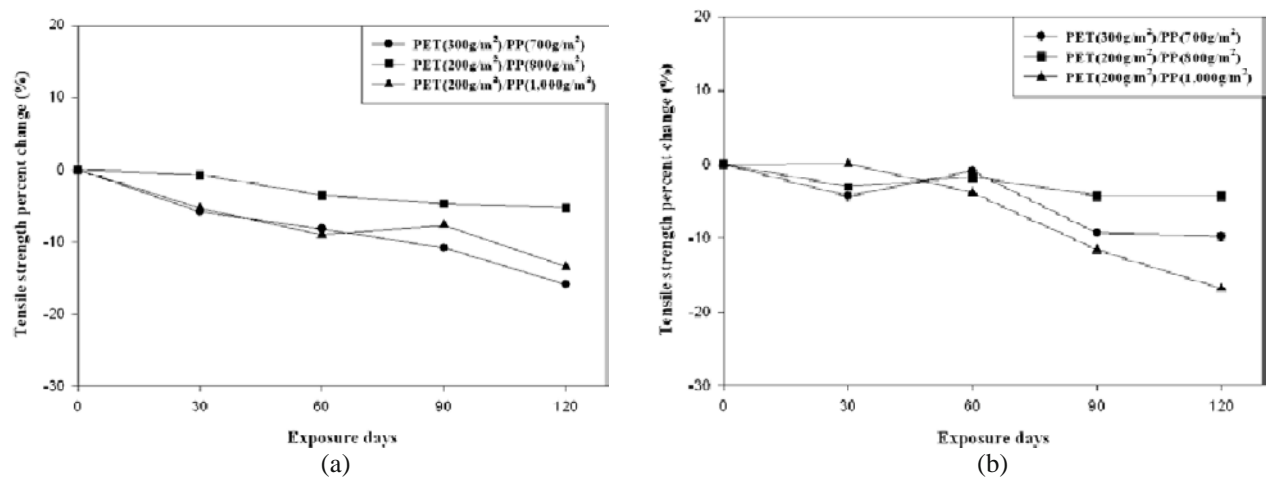 20
10
0
-10
-20
-30
Tensile strength percent change (%)
PET(300g/m²)/PP(700g/m²)
PET(200g/m²)/PP(800g/m²)
PET(200g/m²)/PP(1.000g/m²)
0 30 60 90 120
Exposure days
(a)
20
10
0
-10
-20
-30
Tensile strength percent change (%)
PET(300g/m²)/PP(700g/m²)
PET(200g/m²)/PP(800g/m²)
PET(200g/m²)/PP(1.000g/m²)
0 30 60 90 120
Exposure days
(b)